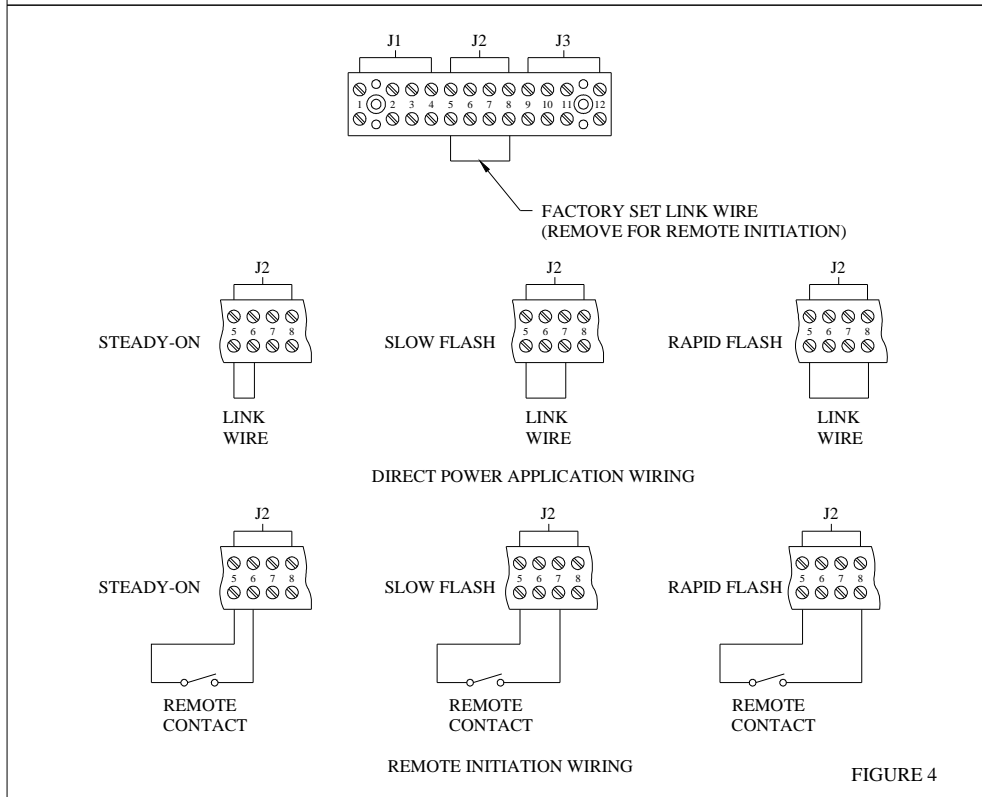 J1 J2 J3
1 2 3 4 5 6 7 8 9 10 11 12
FACTORY SET LINK WIRE
(REMOVE FOR REMOTE INITIATION)
J2 J2 J2
5 6 7 8 5 6 7 8 5 6 7 8
STEADY-ON SLOW FLASH RAPID FLASH
LINK LINK LINK
WIRE WIRE WIRE
DIRECT POWER APPLICATION WIRING
J2 J2 J2
5 6 7 8 5 6 7 8 5 6 7 8
STEADY-ON SLOW FLASH RAPID FLASH
REMOTE REMOTE REMOTE
CONTACT CONTACT CONTACT
REMOTE INITIATION WIRING
FIGURE 4